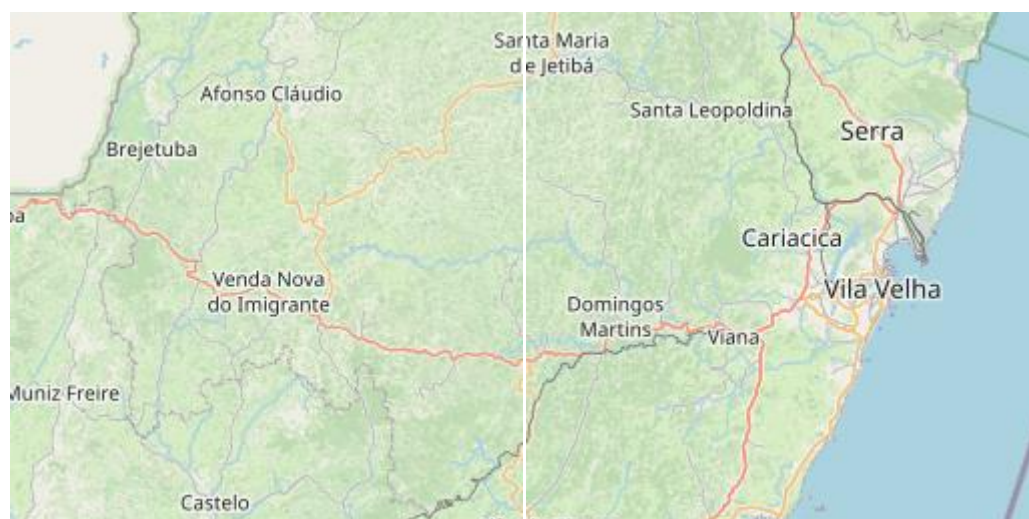 Santa Maria
de Jetibá
Afonso Cláudio
Santa Leopoldina
Serra
Brejetuba
Cariacica
Venda Nova
do Imigrante
Vila Velha
Domingos
Martins
Viana
Muniz Freire
Castelo